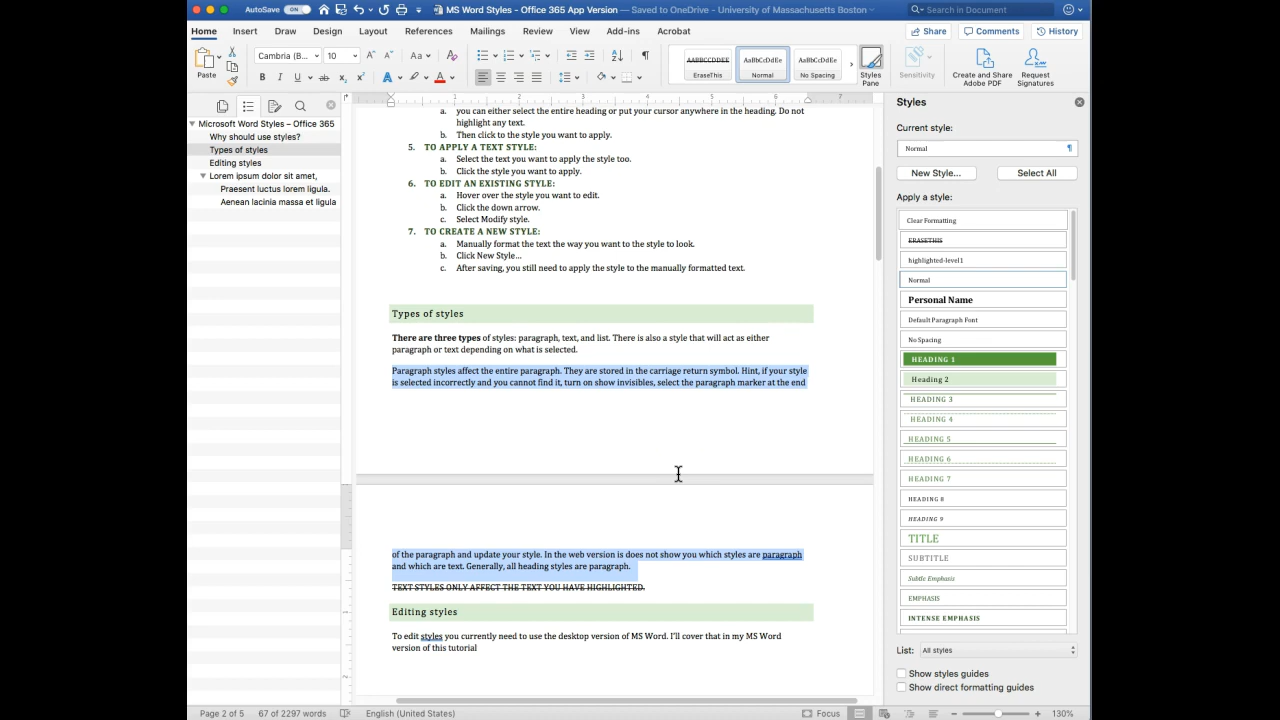 AutoSave ON MS Word Styles - Office 365 App Version — Saved to OneDrive - University of Massachusetts Boston Search in Document
Home Insert Draw Design Layout References Mailings Review View Add-ins Acrobat Share Comments History
Paste Cambria (B... 10 Aa AABBCCDDEE EraseThis AaBbCcDdEe Normal AaBbCcDdEe No Spacing Styles Pane Sensitivity Create and Share Adobe PDF Request Signatures
B I U ab x x A A
1 2 3 4 5 6 7
Microsoft Word Styles – Office 365
Why should use styles?
Types of styles
Editing styles
Lorem ipsum dolor sit amet,
Praesent luctus lorem ligula.
Aenean lacinia massa et ligula
a. you can either select the entire heading or put your cursor anywhere in the heading. Do not
highlight any text.
b. Then click to the style you want to apply.
5. TO APPLY A TEXT STYLE:
a. Select the text you want to apply the style too.
b. Click the style you want to apply.
6. TO EDIT AN EXISTING STYLE:
a. Hover over the style you want to edit.
b. Click the down arrow.
c. Select Modify style.
7. TO CREATE A NEW STYLE:
a. Manually format the text the way you want to the style to look.
b. Click New Style...
c. After saving, you still need to apply the style to the manually formatted text.
Types of styles
There are three types of styles: paragraph, text, and list. There is also a style that will act as either
paragraph or text depending on what is selected.
Paragraph styles affect the entire paragraph. They are stored in the carriage return symbol. Hint, if your style
is selected incorrectly and you cannot find it, turn on show invisibles, select the paragraph marker at the end
of the paragraph and update your style. In the web version is does not show you which styles are paragraph
and which are text. Generally, all heading styles are paragraph.
TEXT STYLES ONLY AFFECT THE TEXT YOU HAVE HIGHLIGHTED.
Editing styles
To edit styles you currently need to use the desktop version of MS Word. I'll cover that in my MS Word
version of this tutorial
Styles
Current style:
Normal
New Style... Select All
Apply a style:
Clear Formatting
ERASETHIS
highlighted-level1
Normal
Personal Name
Default Paragraph Font
No Spacing
HEADING 1
Heading 2
HEADING 3
HEADING 4
HEADING 5
HEADING 6
HEADING 7
HEADING 8
HEADING 9
TITLE
SUBTITLE
Subtle Emphasis
EMPHASIS
INTENSE EMPHASIS
List: All styles
Show styles guides
Show direct formatting guides
Page 2 of 5 67 of 2297 words English (United States) Focus 130%